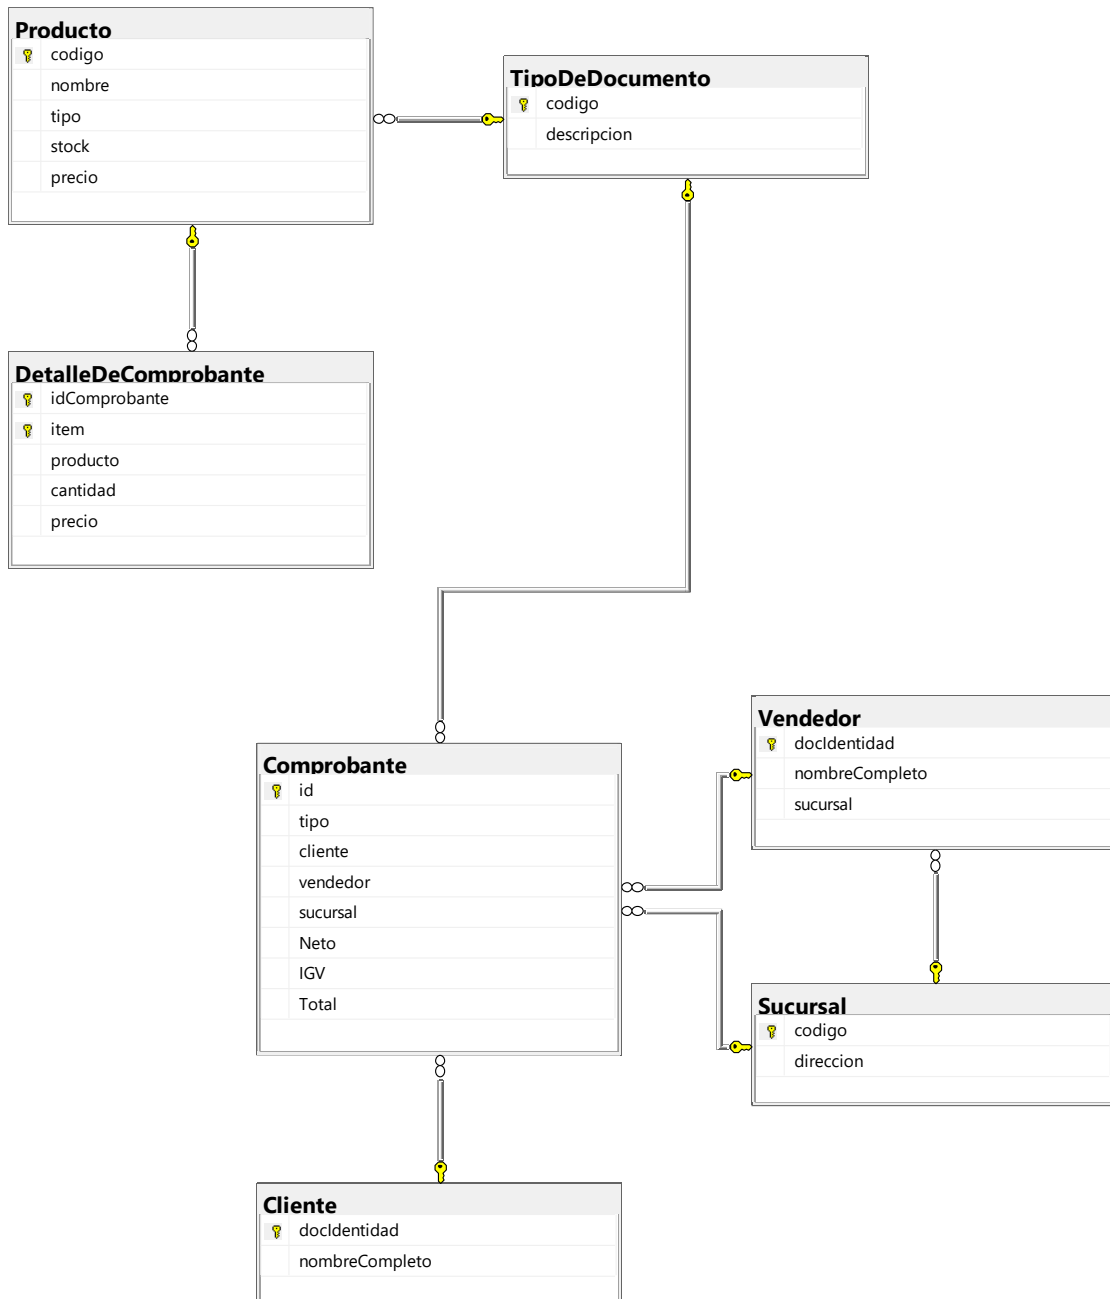 Producto
codigo
nombre
tipo
stock
precio
TipoDeDocumento
codigo
descripcion
DetalleDeComprobante
idComprobante
item
producto
cantidad
precio
Comprobante
id
tipo
cliente
vendedor
sucursal
Neto
IGV
Total
Vendedor
docIdentidad
nombreCompleto
sucursal
Sucursal
codigo
direccion
Cliente
docIdentidad
nombreCompleto